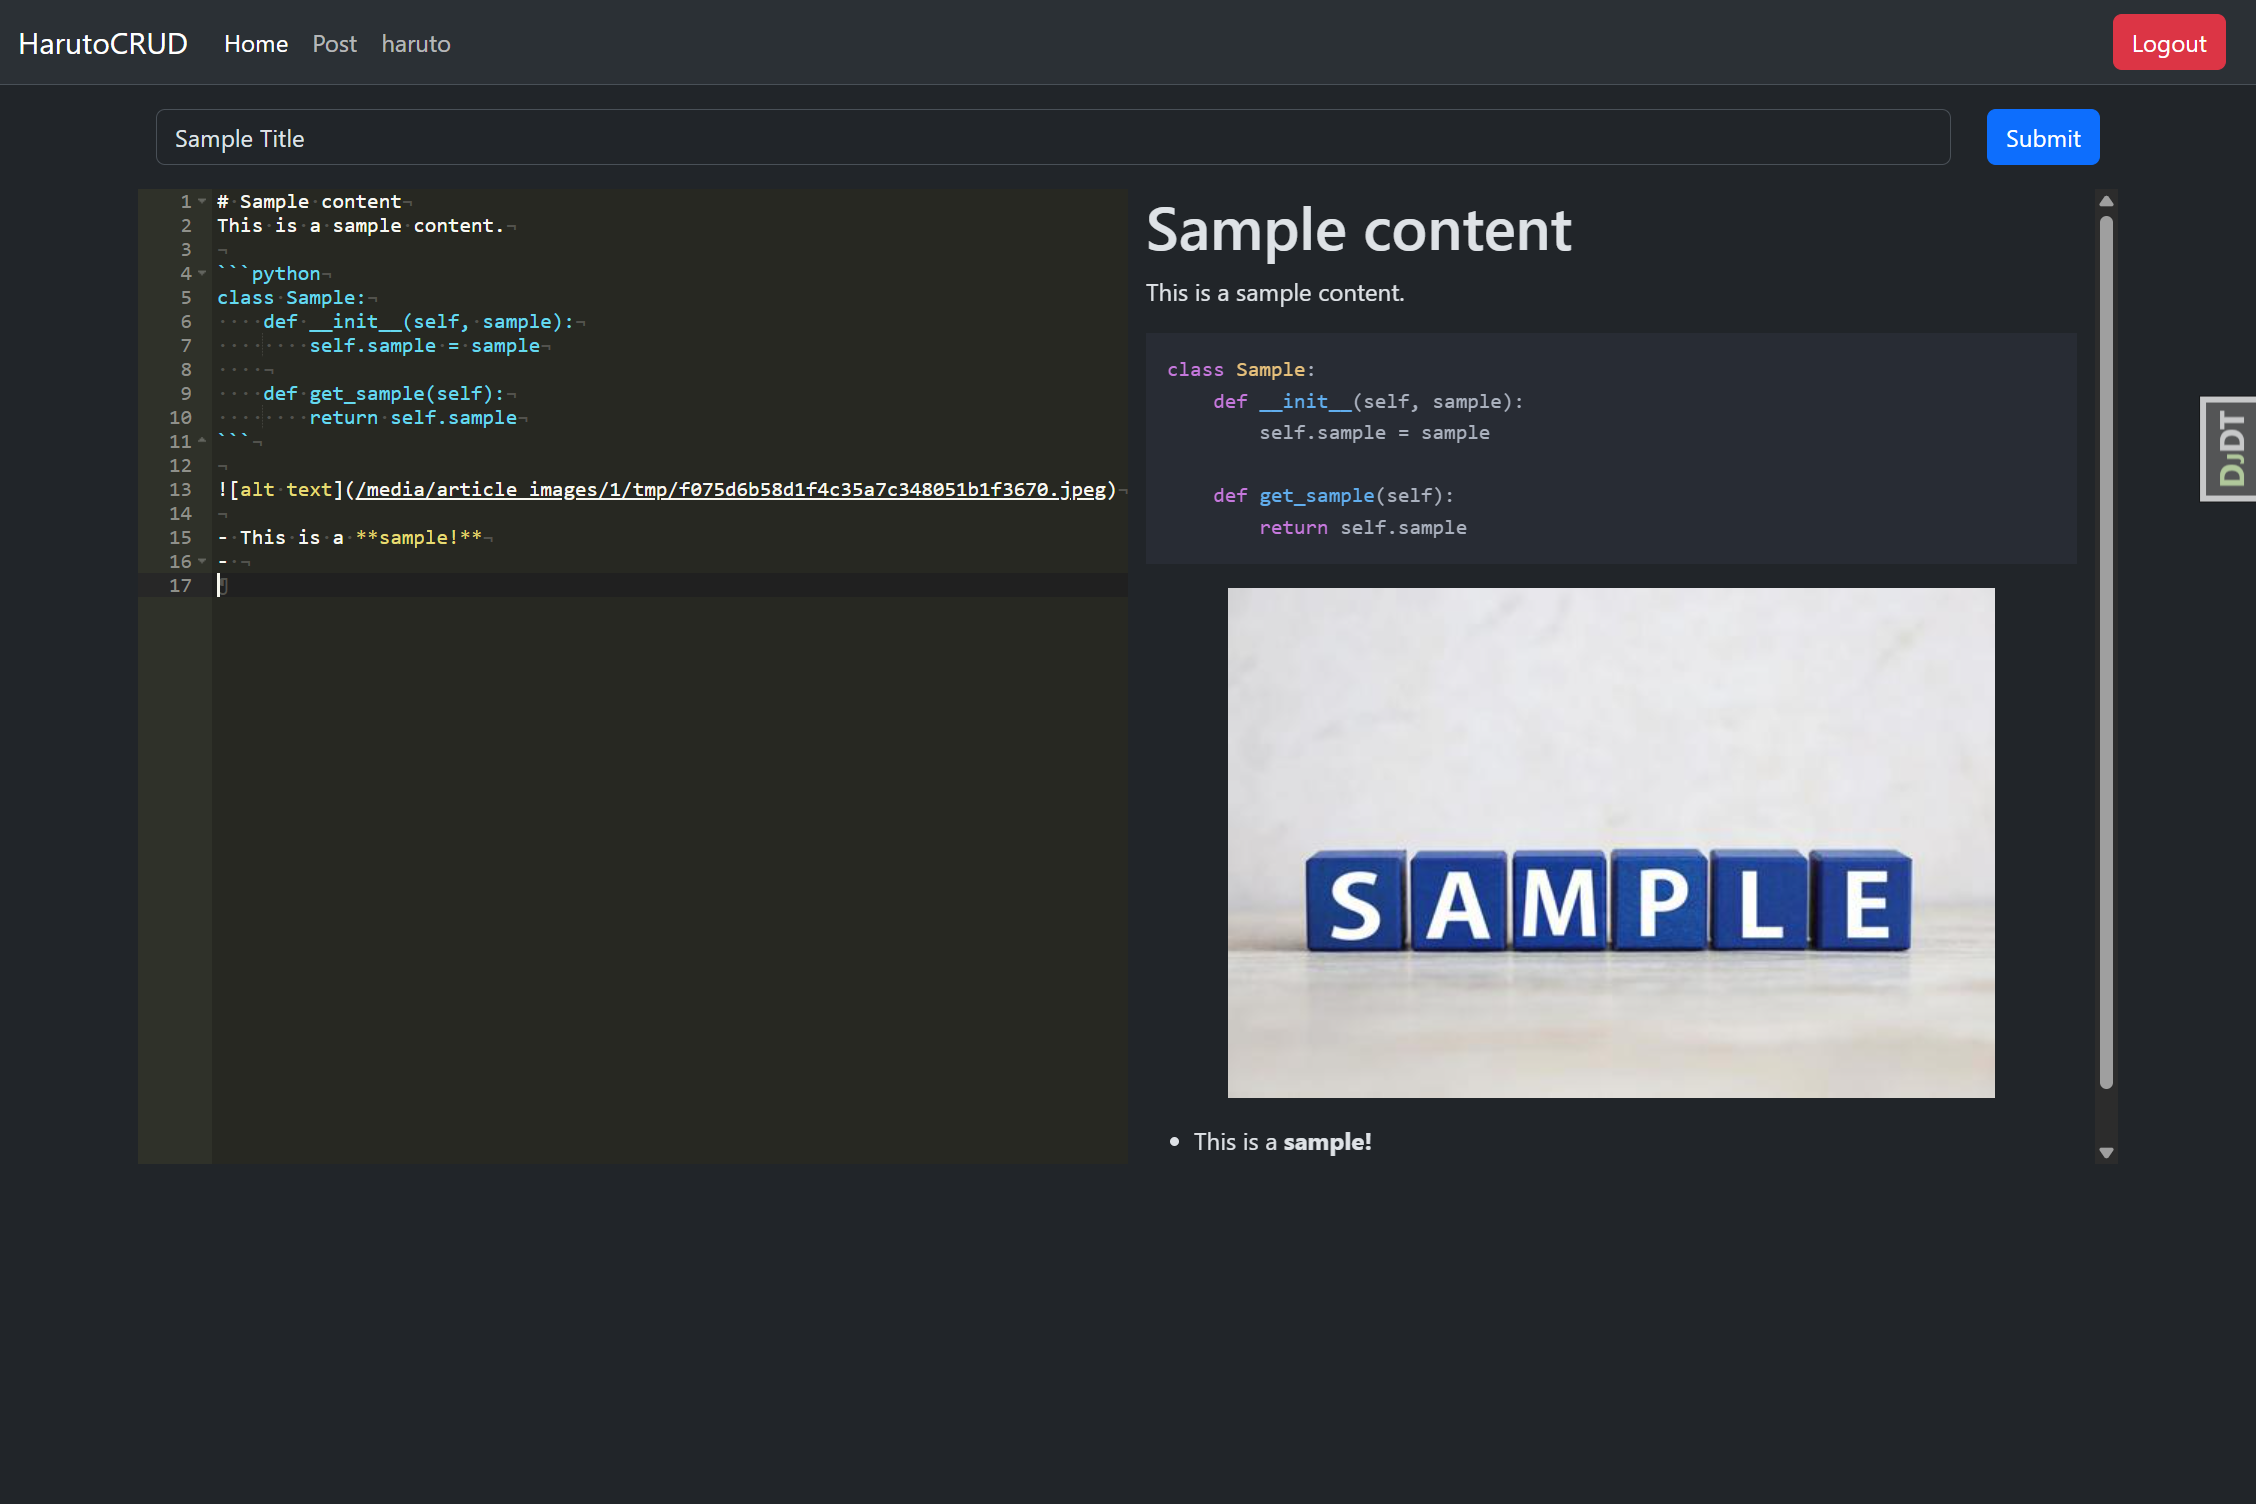 HarutoCRUD Home Post haruto Logout
Sample Title Submit
1 # Sample content
2 This is a sample content.
3
4 ```python
5 class Sample:
6     def __init__(self, sample):
7         self.sample = sample
8
9     def get_sample(self):
10         return self.sample
11 ```
12
13 ![alt text](/media/article_images/1/tmp/f075d6b58d1f4c35a7c348051b1f3670.jpeg)
14
15 - This is a **sample!**
16 -
17
Sample content
This is a sample content.
class Sample:
    def __init__(self, sample):
        self.sample = sample
    def get_sample(self):
        return self.sample
SAMPLE
• This is a sample!
DJDT